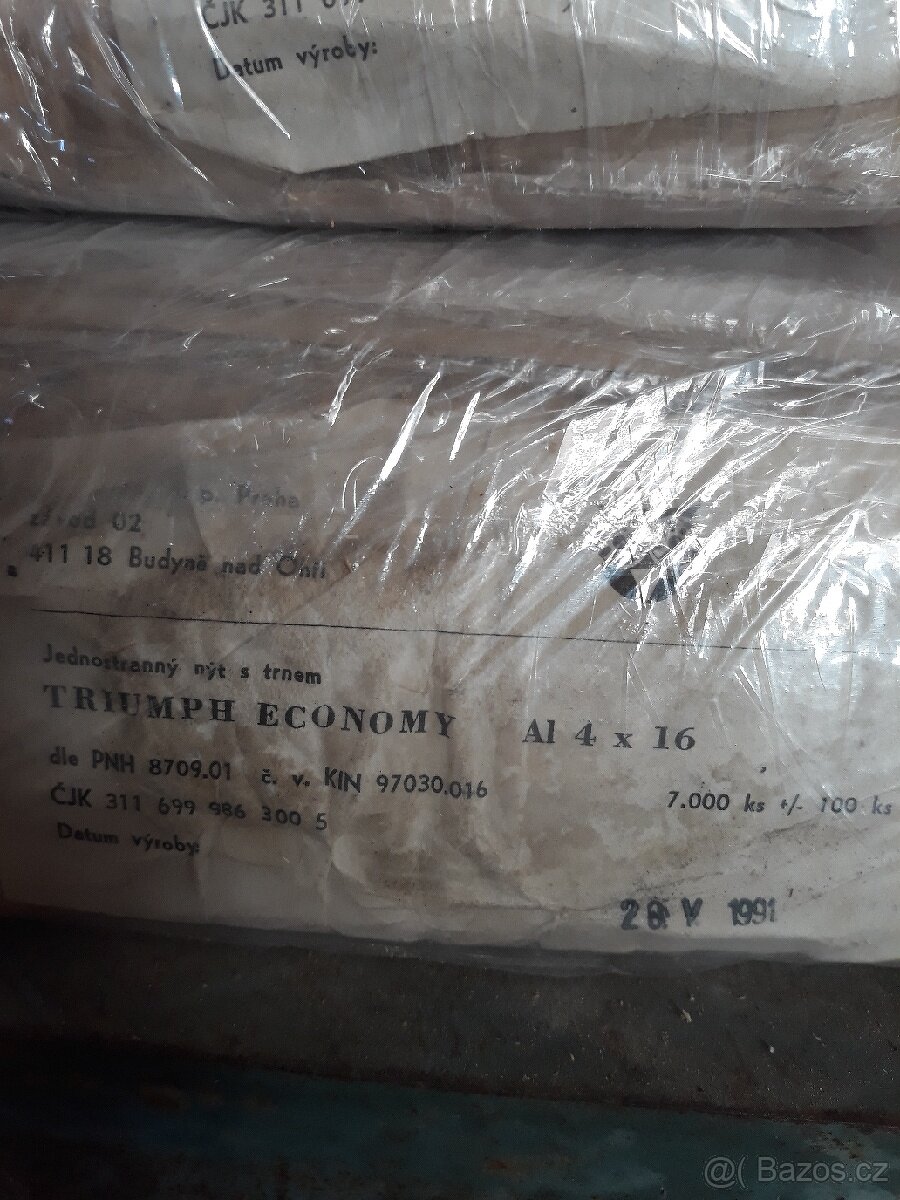 ČJK 311 699
Datum výroby:
p. Praha
závod 02
411 18 Budyně nad Ohří
Jednostranný nýt s trnem
TRIUMPH ECONOMY Al 4 x 16
dle PNH 8709.01 č. v. KIN 97030.016
7.000 ks +/- 100 ks
ČJK 311 699 986 300 5
Datum výroby:
28 V 1991
@( Bazos.cz